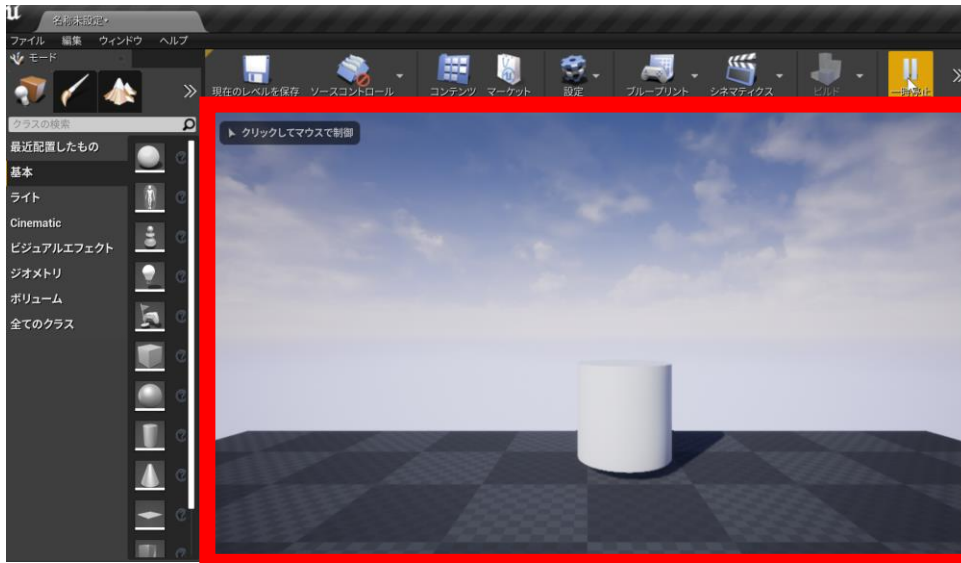 名称未設定*
ファイル 編集 ウィンドウ ヘルプ
モード
現在のレベルを保存 ソースコントロール コンテンツ マーケット 設定 ブループリント シネマティクス ビルド 一時停止
クラスの検索
クリックしてマウスで制御
最近配置したもの
基本
ライト
Cinematic
ビジュアルエフェクト
ジオメトリ
ボリューム
全てのクラス